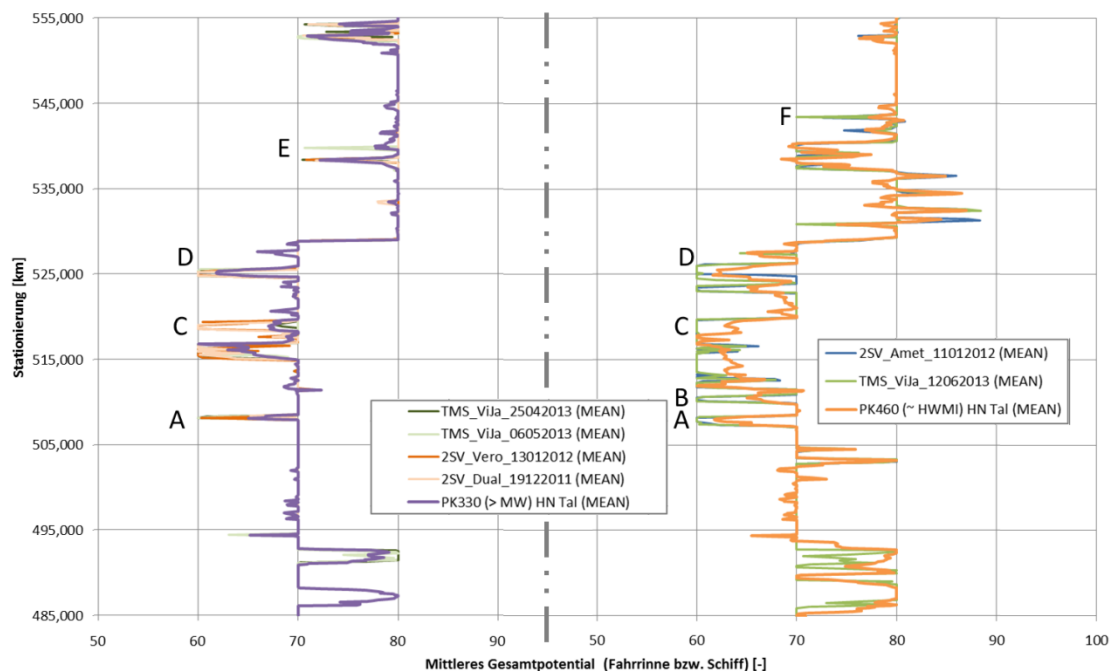 555,000
545,000
535,000
525,000
515,000
505,000
495,000
485,000
Stationierung [km]
E
D
C
A
TMS_ViJa_25042013 (MEAN)
TMS_ViJa_06052013 (MEAN)
2SV_Vero_13012012 (MEAN)
2SV_Dual_19122011 (MEAN)
PK330 (> MW) HN Tal (MEAN)
F
D
C
B
A
2SV_Amet_11012012 (MEAN)
TMS_ViJa_12062013 (MEAN)
PK460 (~ HWMI) HN Tal (MEAN)
50 60 70 80 90 50 60 70 80 90 100
Mittleres Gesamtpotential (Fahrrinne bzw. Schiff) [-]